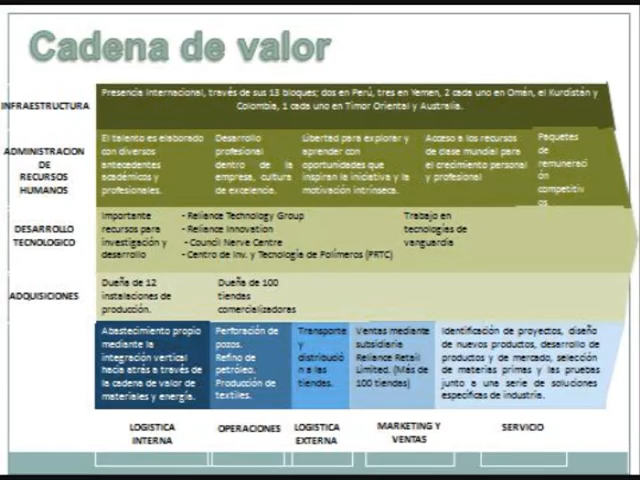 Cadena de valor
INFRAESTRUCTURA
Presencia Internacional, través de sus 13 bloques; dos en Perú, tres en Yemen, 2 cada uno en Omán, el Kurdistán y
Colombia, 1 cada uno en Timor Oriental y Australia.
ADMINISTRACION
DE
RECURSOS
HUMANOS
El talento es elaborado
con diversos
antecedentes
académicos y
profesionales.
Desarrollo
profesional
dentro de la
empresa, cultura
de excelencia.
Libertad para explorar y
aprender con
oportunidades que
inspiran la iniciativa y la
motivación intrínseca.
Acceso a los recursos
de clase mundial para
el crecimiento personal
y profesional
Paquetes
de
remuneraci
ón
competitiv
os
DESARROLLO
TECNOLOGICO
Importante
recursos para
investigación y
desarrollo
- Reliance Technology Group
- Reliance Innovation
- Council Nerve Centre
- Centro de Inv. y Tecnología de Polímeros (PRTC)
Trabajo en
tecnologías de
vanguardia
ADQUISICIONES
Dueña de 12
instalaciones de
producción.
Dueña de 100
tiendas
comercializadoras
Abastecimiento propio
mediante la
integración vertical
hacia atrás a través de
la cadena de valor de
materiales y energía.
Perforación de
pozos.
Refino de
petróleo.
Producción de
textiles.
Transporte
y
distribució
n a las
tiendas.
Ventas mediante
subsidiaria
Reliance Retail
Limited. (Más de
100 tiendas)
Identificación de proyectos, diseño
de nuevos productos, desarrollo de
productos y de mercado, selección
de materias primas y las pruebas
junto a una serie de soluciones
específicas de industria.
LOGISTICA
INTERNA
OPERACIONES
LOGISTICA
EXTERNA
MARKETING Y
VENTAS
SERVICIO